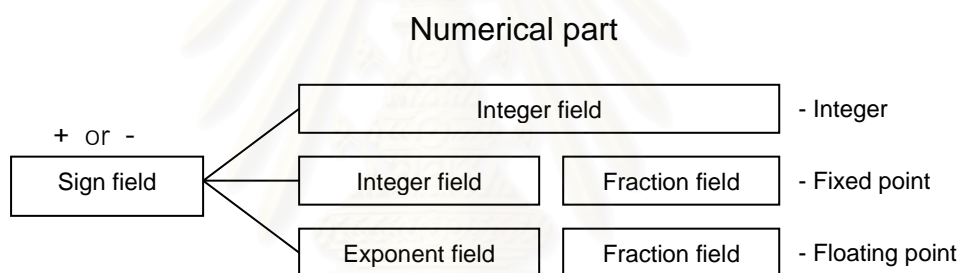 Numerical part
Integer field - Integer
+ or -
Sign field Integer field Fraction field - Fixed point
Exponent field Fraction field - Floating point